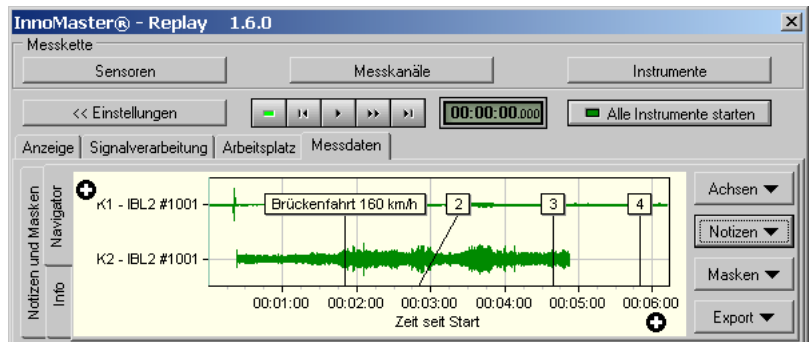 InnoMaster® - Replay 1.6.0
Messkette
Sensoren Messkanäle Instrumente
<< Einstellungen 00:00:00.000 Alle Instrumente starten
Anzeige Signalverarbeitung Arbeitsplatz Messdaten
Notizen und Masken
Navigator
Info
K1 - IBL2 #1001
Brückenfahrt 160 km/h 2 3 4
K2 - IBL2 #1001
00:01:00 00:02:00 00:03:00 00:04:00 00:05:00 00:06:00
Zeit seit Start
Achsen
Notizen
Masken
Export